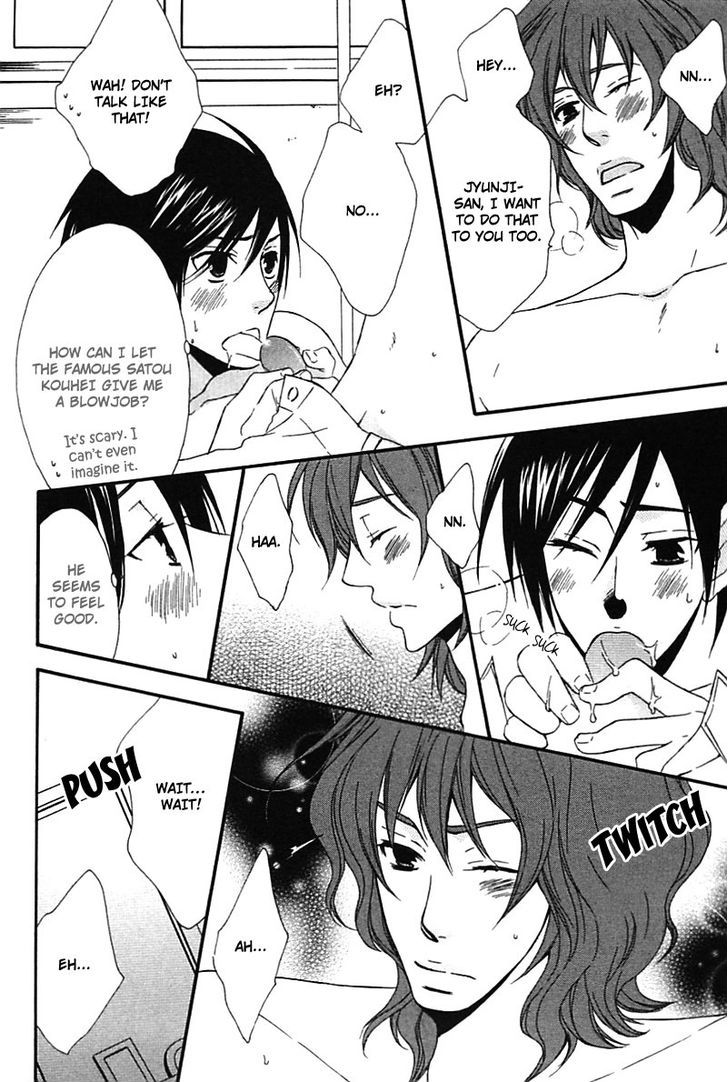 NN...
HEY...
JYUNJI-
SAN, I WANT
TO DO THAT
TO YOU TOO.
EH?
NO...
WAH! DON'T
TALK LIKE
THAT!
HOW CAN I LET
THE FAMOUS SATOU
KOUHEI GIVE ME
A BLOWJOB?
It's scary. I
can't even
imagine it.
SUCK SUCK
NN.
HAA.
HE
SEEMS
TO FEEL
GOOD.
TWITCH
AH...
WAIT...
WAIT!
PUSH
EH...